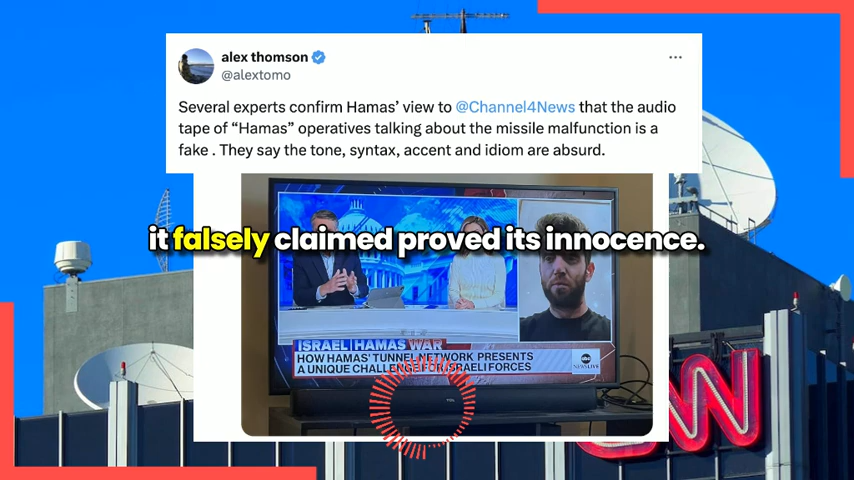 alex thomson
@alextomo
Several experts confirm Hamas' view to @Channel4News that the audio
tape of “Hamas” operatives talking about the missile malfunction is a
fake . They say the tone, syntax, accent and idiom are absurd.
it falsely claimed proved its innocence.
ISRAEL|HAMAS WAR
HOW HAMAS' TUNNEL NETWORK PRESENTS
A UNIQUE CHALLENGE FOR ISRAELI FORCES
abc
NEWS LIVE
TCL
CNN